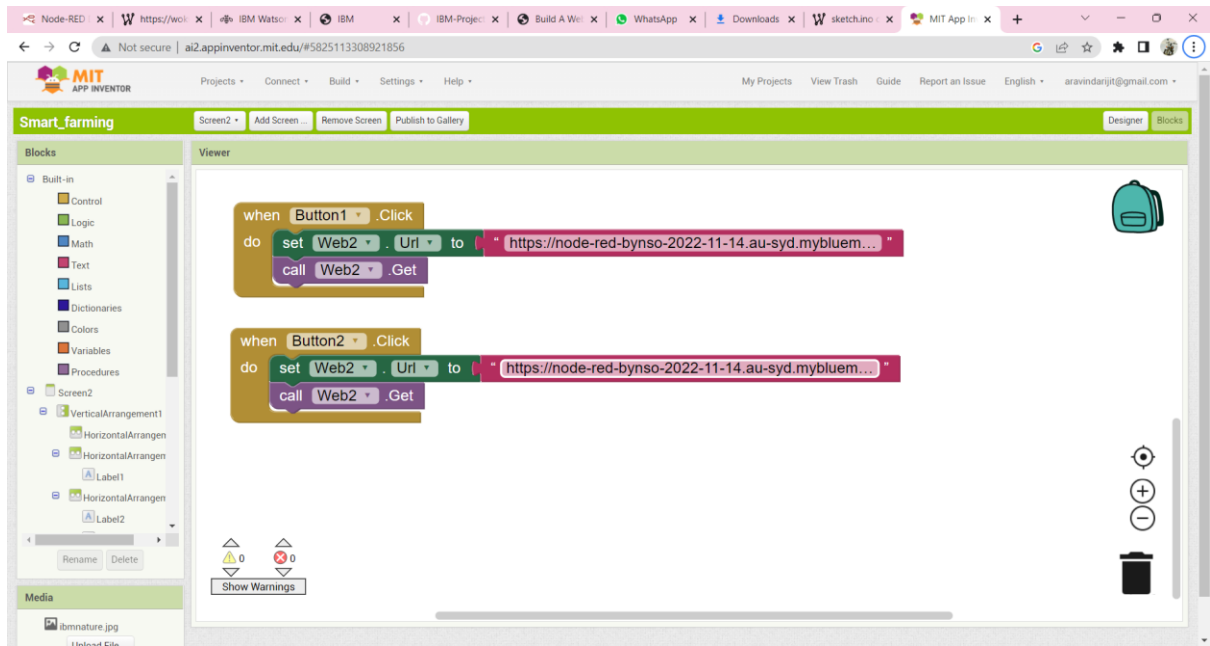 Node-RED
https://wok
IBM Watson
IBM
IBM-Project
Build A We
WhatsApp
Downloads
sketch.ino
MIT App In
Not secure | ai2.appinventor.mit.edu/#5825113308921856
MIT
APP INVENTOR
Projects
Connect
Build
Settings
Help
My Projects
View Trash
Guide
Report an Issue
English
aravindarijit@gmail.com
Smart_farming
Screen2
Add Screen ...
Remove Screen
Publish to Gallery
Designer
Blocks
Blocks
Viewer
Built-in
Control
Logic
Math
Text
Lists
Dictionaries
Colors
Variables
Procedures
Screen2
VerticalArrangement1
HorizontalArrangen
HorizontalArrangen
Label1
HorizontalArrangen
Label2
Rename
Delete
Media
ibmnature.jpg
Upload File ...
when Button1 .Click
do set Web2 . Url to " https://node-red-bynso-2022-11-14.au-syd.mybluem... "
call Web2 .Get
when Button2 .Click
do set Web2 . Url to " https://node-red-bynso-2022-11-14.au-syd.mybluem... "
call Web2 .Get
0 0
Show Warnings